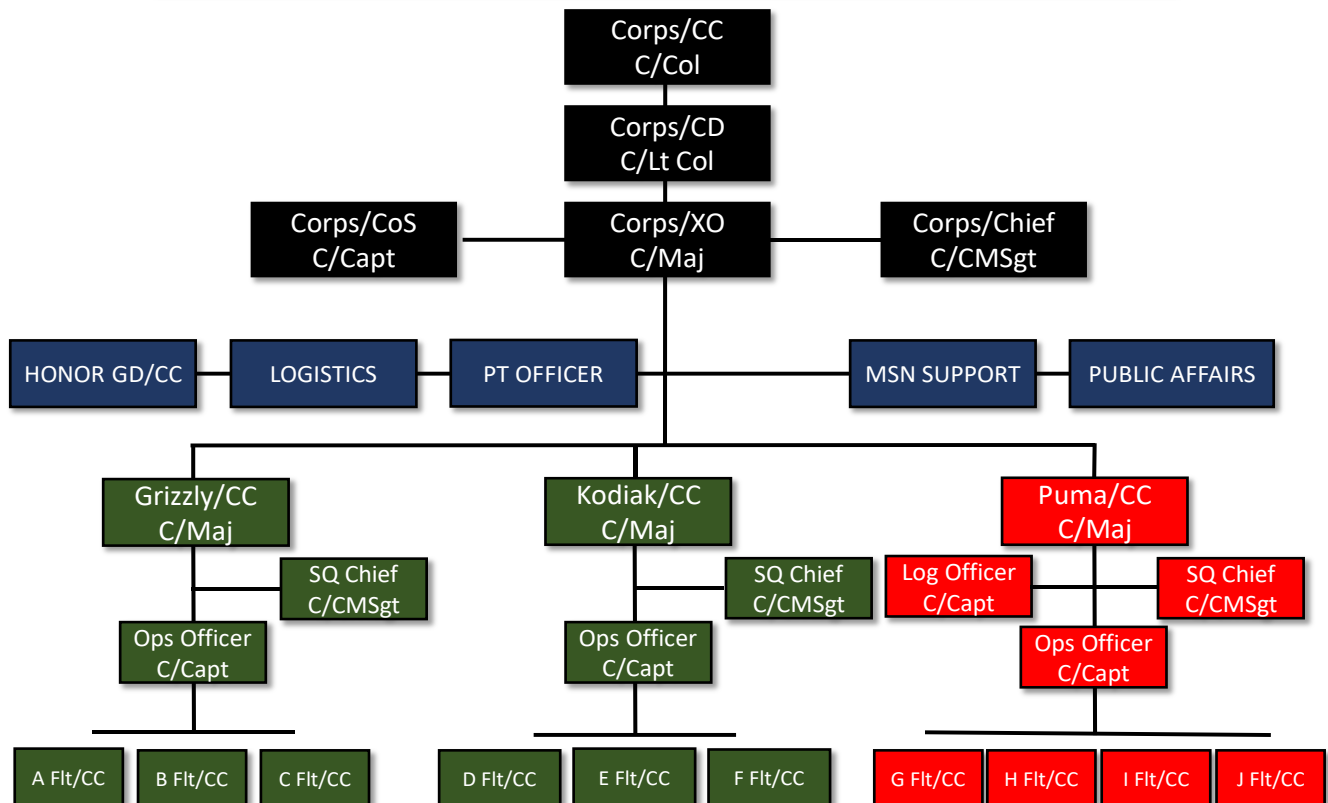 Corps/CC
C/Col
Corps/CD
C/Lt Col
Corps/CoS
C/Capt
Corps/XO
C/Maj
Corps/Chief
C/CMSgt
HONOR GD/CC
LOGISTICS
PT OFFICER
MSN SUPPORT
PUBLIC AFFAIRS
Grizzly/CC
C/Maj
Kodiak/CC
C/Maj
Puma/CC
C/Maj
SQ Chief
C/CMSgt
SQ Chief
C/CMSgt
Log Officer
C/Capt
SQ Chief
C/CMSgt
Ops Officer
C/Capt
Ops Officer
C/Capt
Ops Officer
C/Capt
A Flt/CC
B Flt/CC
C Flt/CC
D Flt/CC
E Flt/CC
F Flt/CC
G Flt/CC
H Flt/CC
I Flt/CC
J Flt/CC